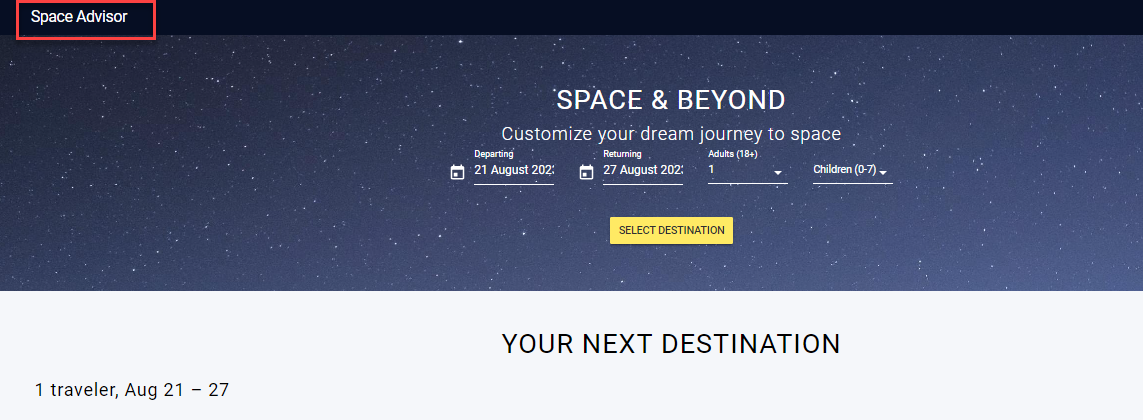 Space Advisor
SPACE & BEYOND
Customize your dream journey to space
Departing Returning Adults (18+)
21 August 202 27 August 202 1 Children (0-7)
SELECT DESTINATION
YOUR NEXT DESTINATION
1 traveler, Aug 21 – 27